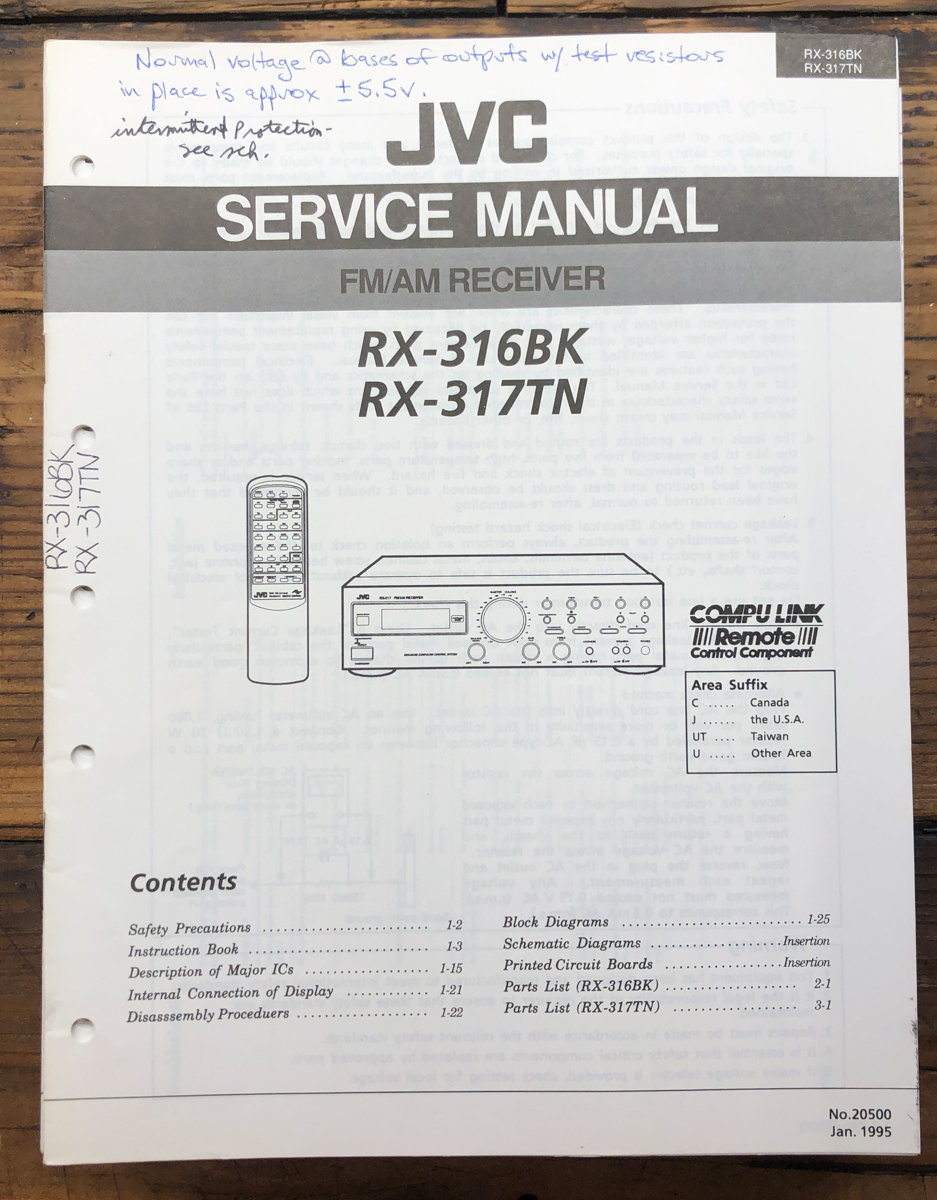 Normal voltage @ bases of outputs w/ test resistors
in place is approx ± 5.5v.
intermittent Protection-
see sch.
RX-316BK
RX-317TN
JVC
SERVICE MANUAL
FM/AM RECEIVER
RX-316BK
RX-317TN
RX-316BK
RX-317TN
JVC
JVC
COMPU LINK
Remote
Control Component
Area Suffix
C ..... Canada
J ...... the U.S.A.
UT .... Taiwan
U ..... Other Area
Contents
Safety Precautions ........................ 1-2
Instruction Book .......................... 1-3
Description of Major ICs .................. 1-15
Internal Connection of Display ............ 1-21
Disasssembly Proceduers ................... 1-22
Block Diagrams .......................... 1-25
Schematic Diagrams ................... Insertion
Printed Circuit Boards ................ Insertion
Parts List (RX-316BK) ....................... 2-1
Parts List (RX-317TN) ...................... 3-1
No.20500
Jan. 1995